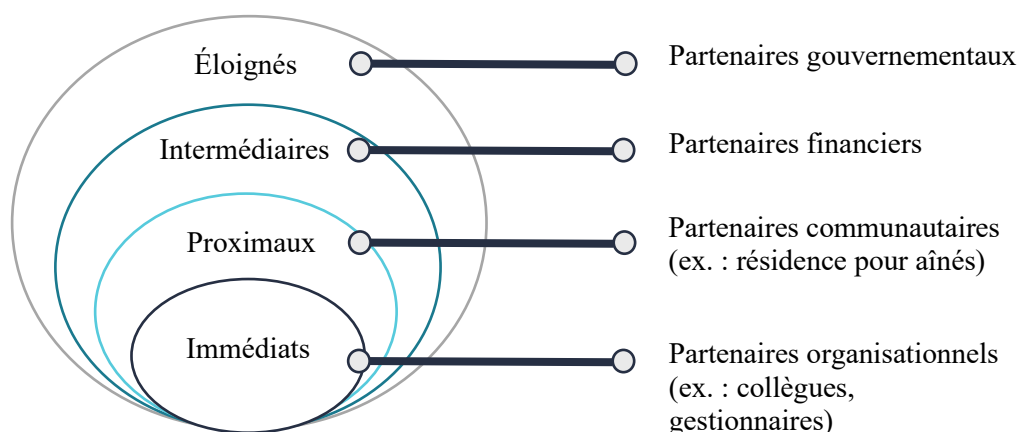 Éloignés
Partenaires gouvernementaux
Intermédiaires
Partenaires financiers
Proximaux
Partenaires communautaires
(ex. : résidence pour aînés)
Immédiats
Partenaires organisationnels
(ex. : collègues,
gestionnaires)